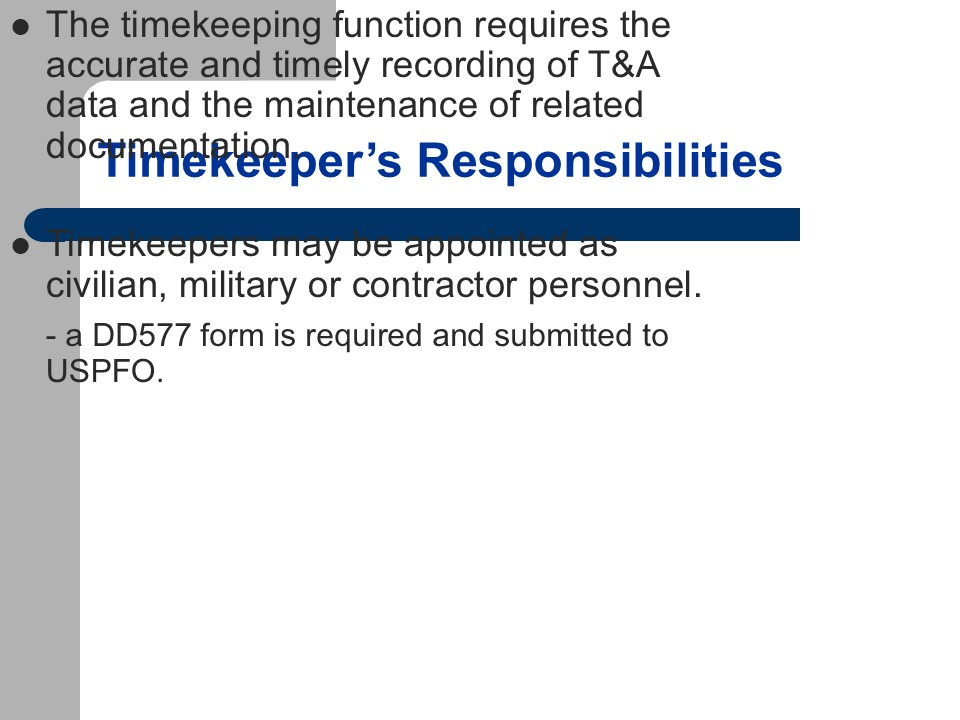 ● The timekeeping function requires the
accurate and timely recording of T&A
data and the maintenance of related
documentation.
Timekeeper’s Responsibilities
● Timekeepers may be appointed as
civilian, military or contractor personnel.
- a DD577 form is required and submitted to
USPFO.